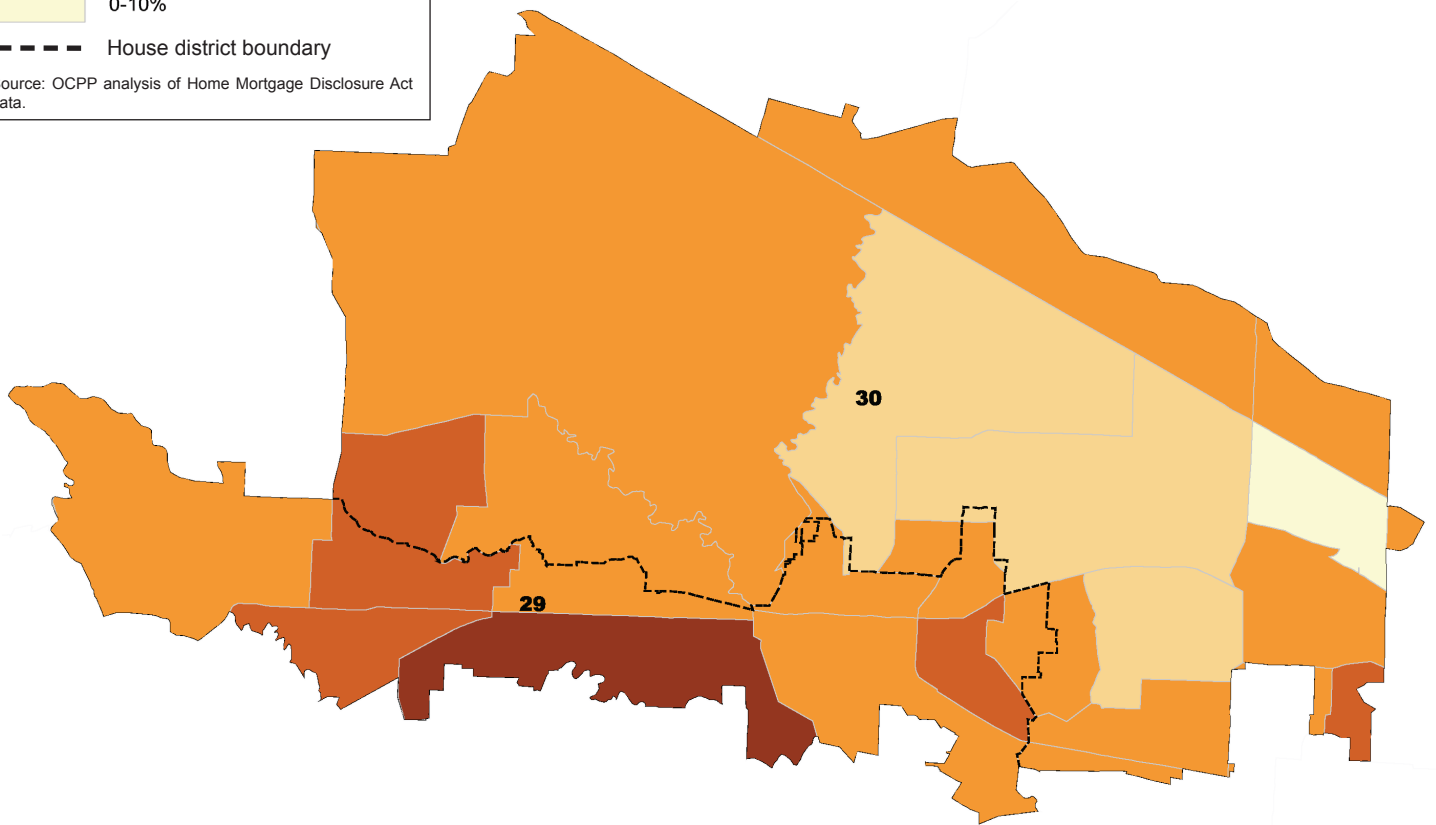 0-10%
House district boundary
ource: OCPP analysis of Home Mortgage Disclosure Act
ata.
30
29